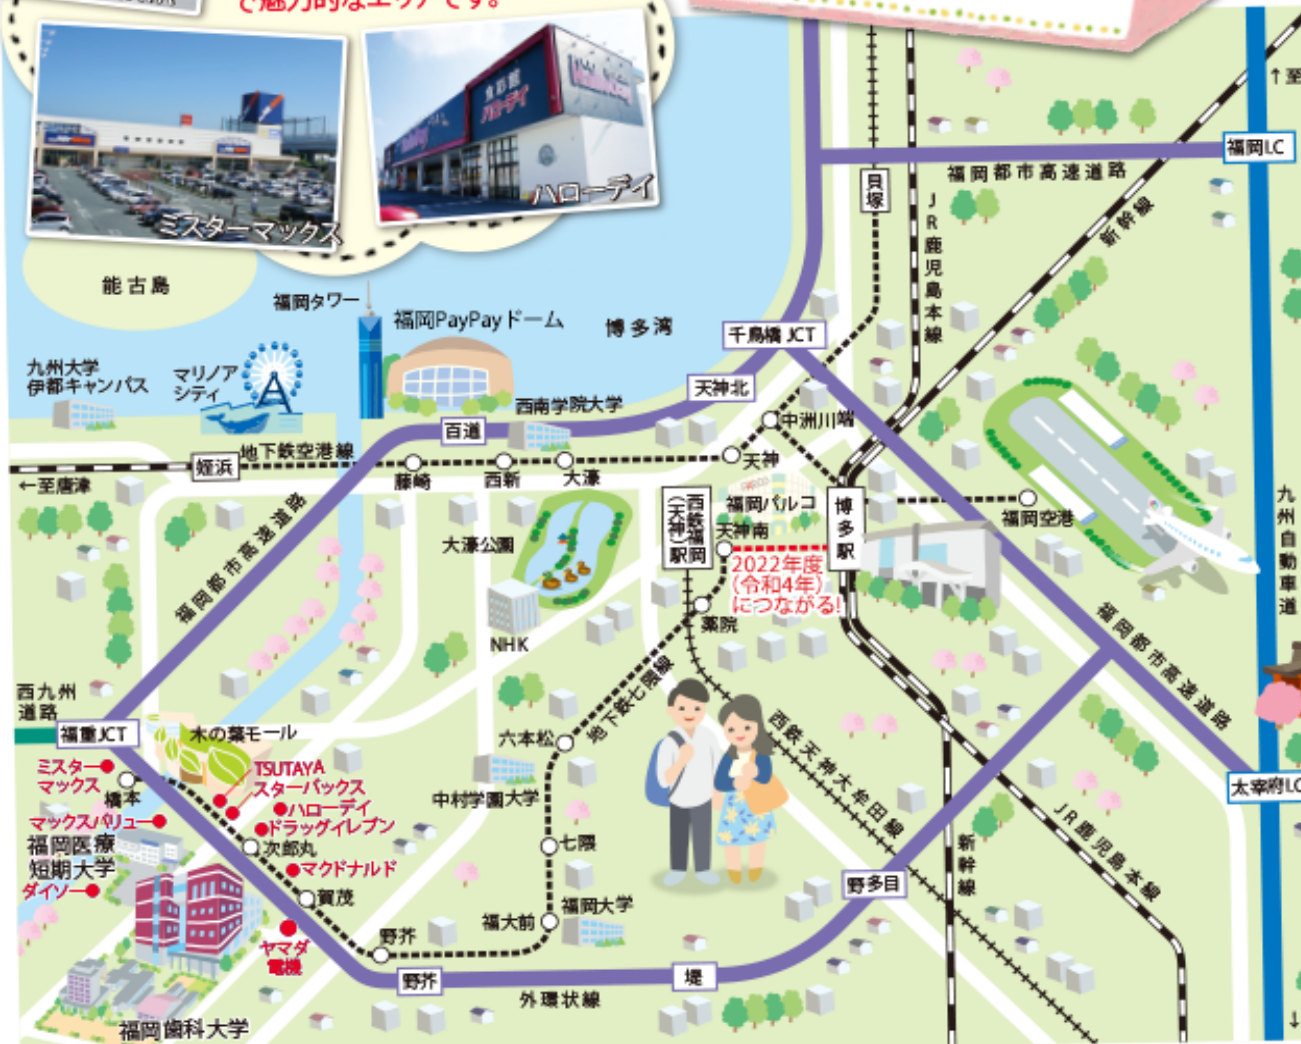 で魅力的なエリアです。
ミスターマックス
食彩館
ハローデイ
ハローデイ
能古島
福岡タワー
福岡PayPayドーム
博多湾
九州大学
伊都キャンパス
マリノア
シティ
西南学院大学
百道
千鳥橋 JCT
天神北
貝塚
JR鹿児島本線
福岡都市高速道路
福岡I.C
新幹線
↑至
中洲川端
地下鉄空港線
姪浜
←至唐津
藤崎
西新
大濠
天神
福岡パルコ
西鉄福岡
(天神)駅
天神南
博多駅
福岡空港
九州自動車道
2022年度
(令和4年)
につながる!
大濠公園
NHK
薬院
福岡都市高速道路
福岡都市高速道路
西九州
道路
福重JCT
木の葉モール
地下鉄七隈線
六本松
西鉄天神大牟田線
太宰府I.C
ミスター
マックス
橋本
TSUTAYA
スターバックス
ハローデイ
ドラッグイレブン
マックスバリュー
次郎丸
中村学園大学
福岡医療
短期大学
ダイソー
マクドナルド
賀茂
七隈
新幹線
JR鹿児島本線
野多目
福大前
福岡大学
ヤマダ
電機
野芥
野芥
堤
外環状線
福岡歯科大学
↓